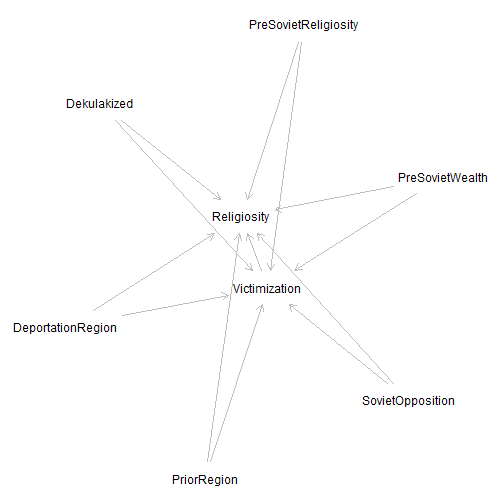 PreSovietReligiosity
Dekulakized
PreSovietWealth
Religiosity
Victimization
DeportationRegion
SovietOpposition
PriorRegion